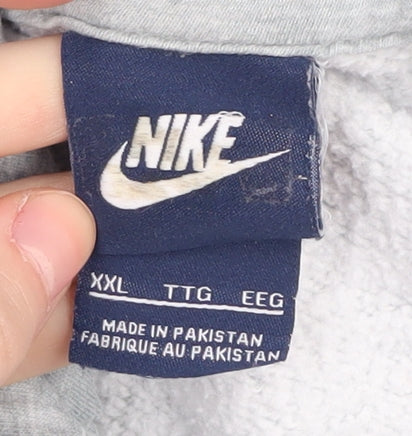 NIKE
XXL TTG EEG
MADE IN PAKISTAN
FABRIQUE AU PAKISTAN